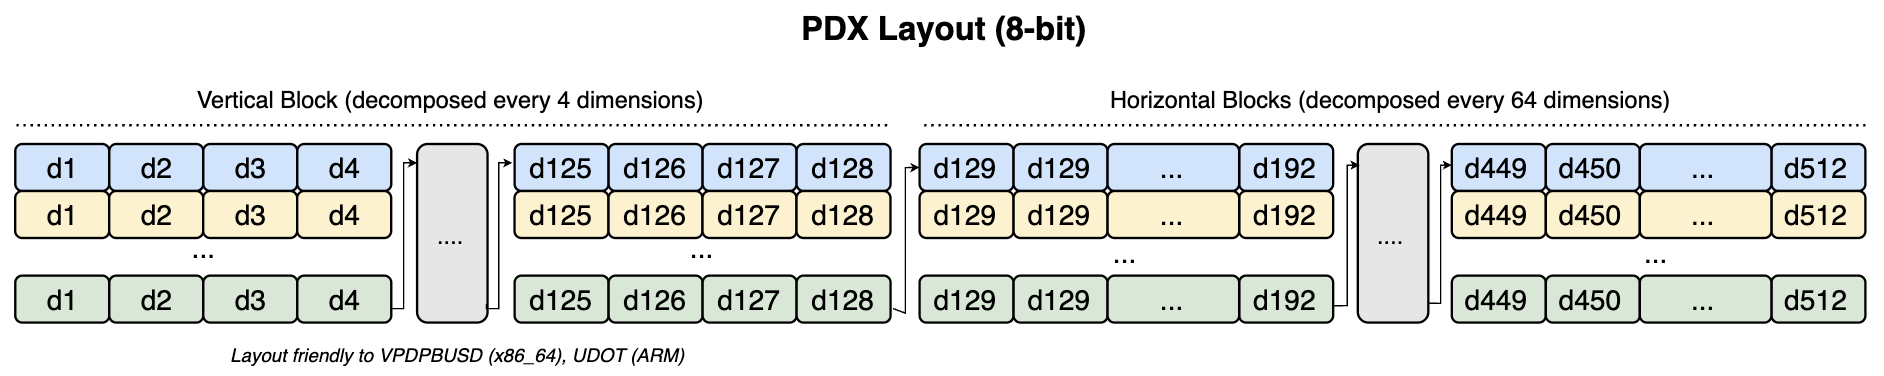 PDX Layout (8-bit)
Vertical Block (decomposed every 4 dimensions)
Horizontal Blocks (decomposed every 64 dimensions)
d1 d2 d3 d4 d125 d126 d127 d128 d129 d129 ... d192 d449 d450 ... d512
d1 d2 d3 d4 .... d125 d126 d127 d128 d129 d129 ... d192 .... d449 d450 ... d512
... ... ... ...
d1 d2 d3 d4 d125 d126 d127 d128 d129 d129 ... d192 d449 d450 ... d512
Layout friendly to VPDPBUSD (x86_64), UDOT (ARM)